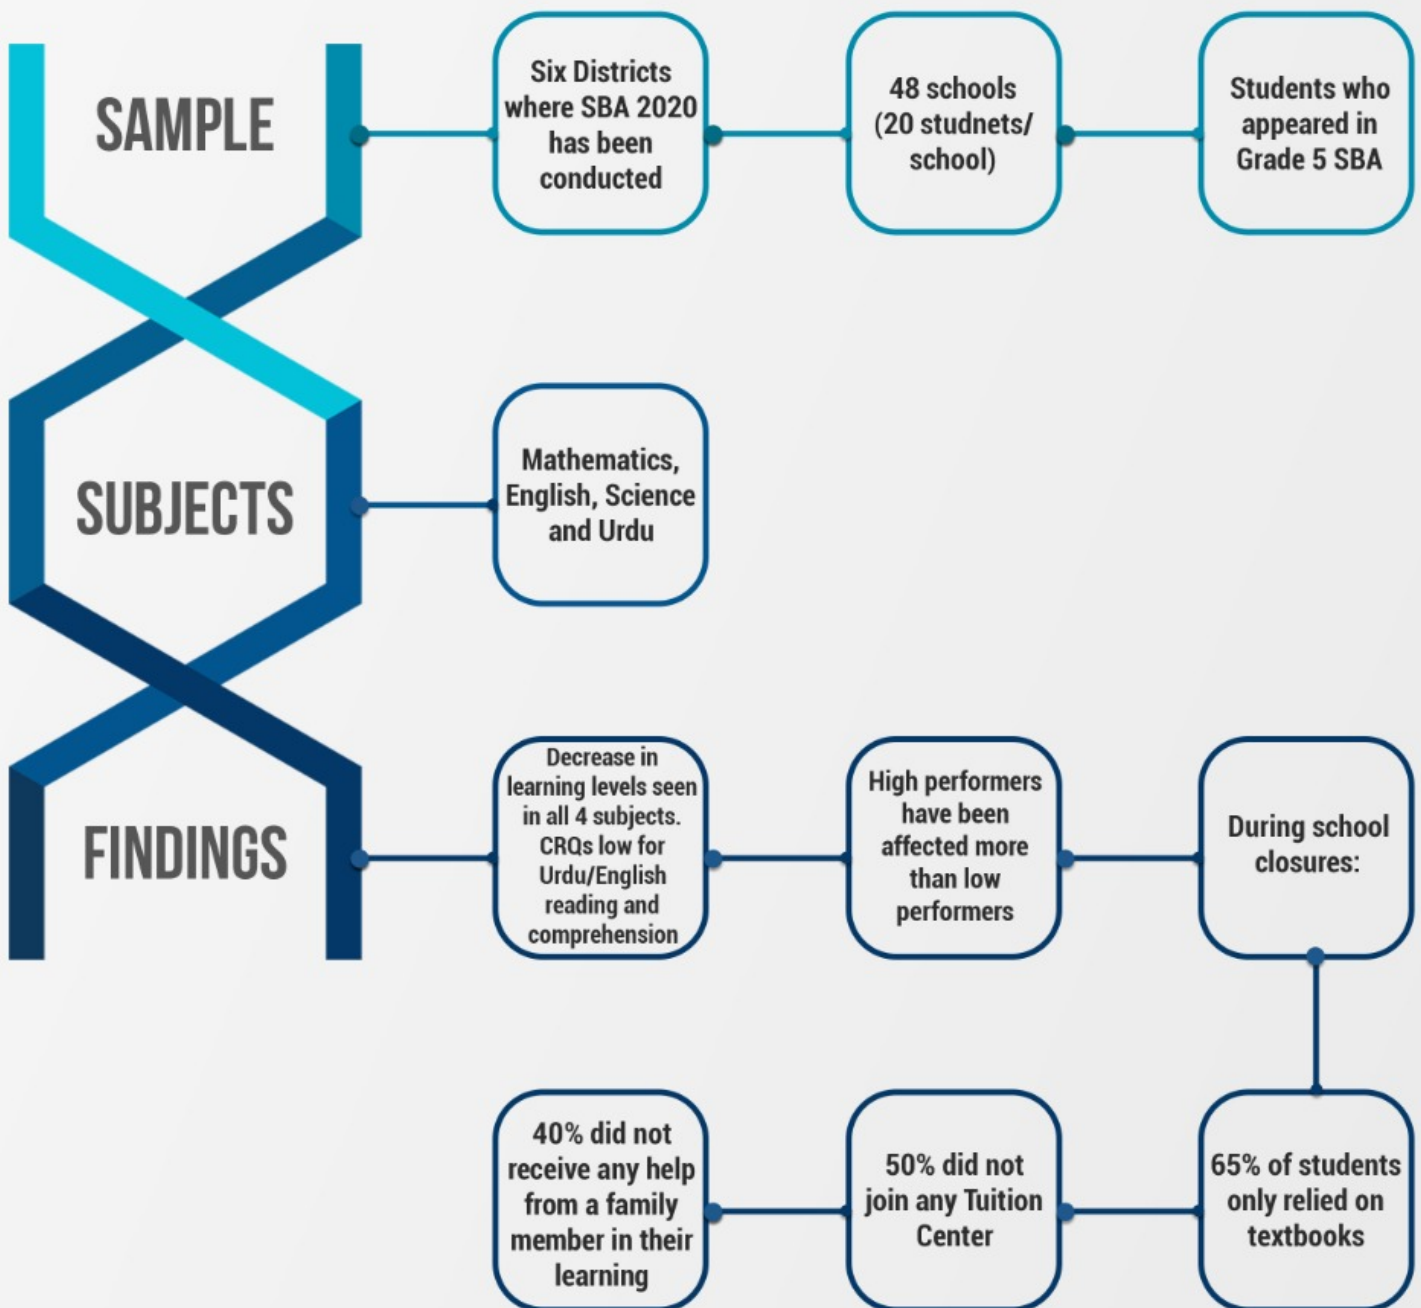 SAMPLE
Six Districts
where SBA 2020
has been
conducted
48 schools
(20 studnets/
school)
Students who
appeared in
Grade 5 SBA
SUBJECTS
Mathematics,
English, Science
and Urdu
FINDINGS
Decrease in
learning levels seen
in all 4 subjects.
CRQs low for
Urdu/English
reading and
comprehension
High performers
have been
affected more
than low
performers
During school
closures:
65% of students
only relied on
textbooks
50% did not
join any Tuition
Center
40% did not
receive any help
from a family
member in their
learning